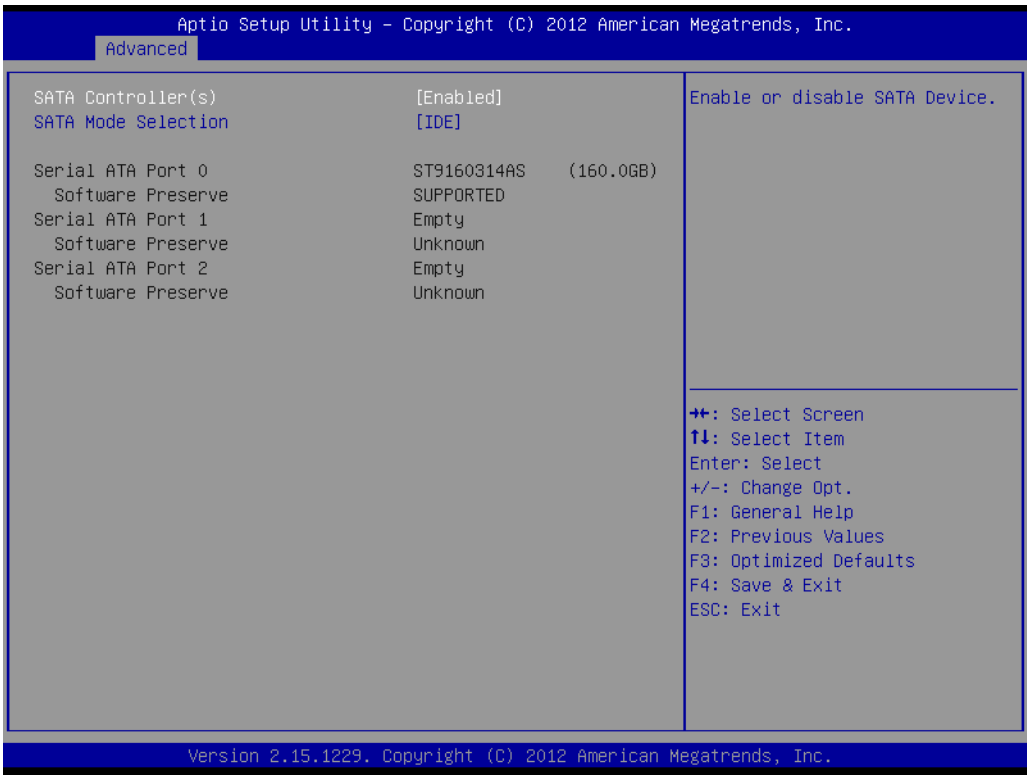 Aptio Setup Utility – Copyright (C) 2012 American Megatrends, Inc.
Advanced
SATA Controller(s) [Enabled]
SATA Mode Selection [IDE]
Serial ATA Port 0 ST9160314AS (160.0GB)
Software Preserve SUPPORTED
Serial ATA Port 1 Empty
Software Preserve Unknown
Serial ATA Port 2 Empty
Software Preserve Unknown
Enable or disable SATA Device.
→←: Select Screen
↑↓: Select Item
Enter: Select
+/-: Change Opt.
F1: General Help
F2: Previous Values
F3: Optimized Defaults
F4: Save & Exit
ESC: Exit
Version 2.15.1229. Copyright (C) 2012 American Megatrends, Inc.